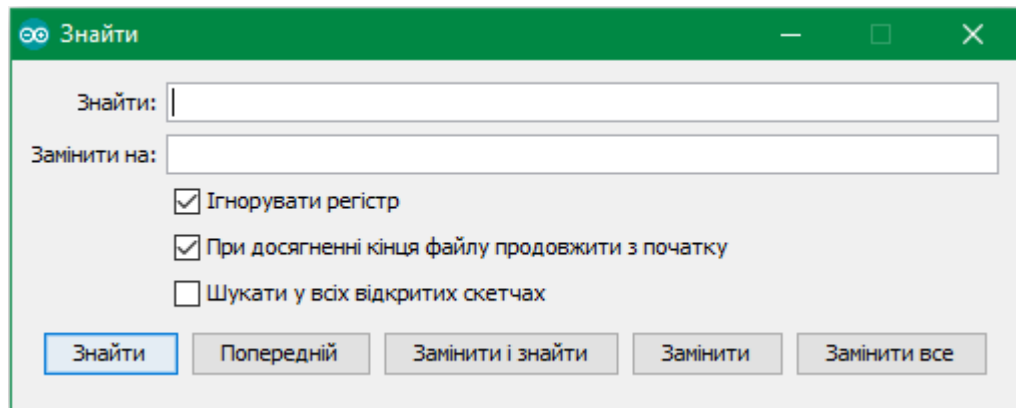 Знайти
Знайти:
Замінити на:
Ігнорувати регістр
При досягненні кінця файлу продовжити з початку
Шукати у всіх відкритих скетчах
Знайти Попередній Замінити і знайти Замінити Замінити все